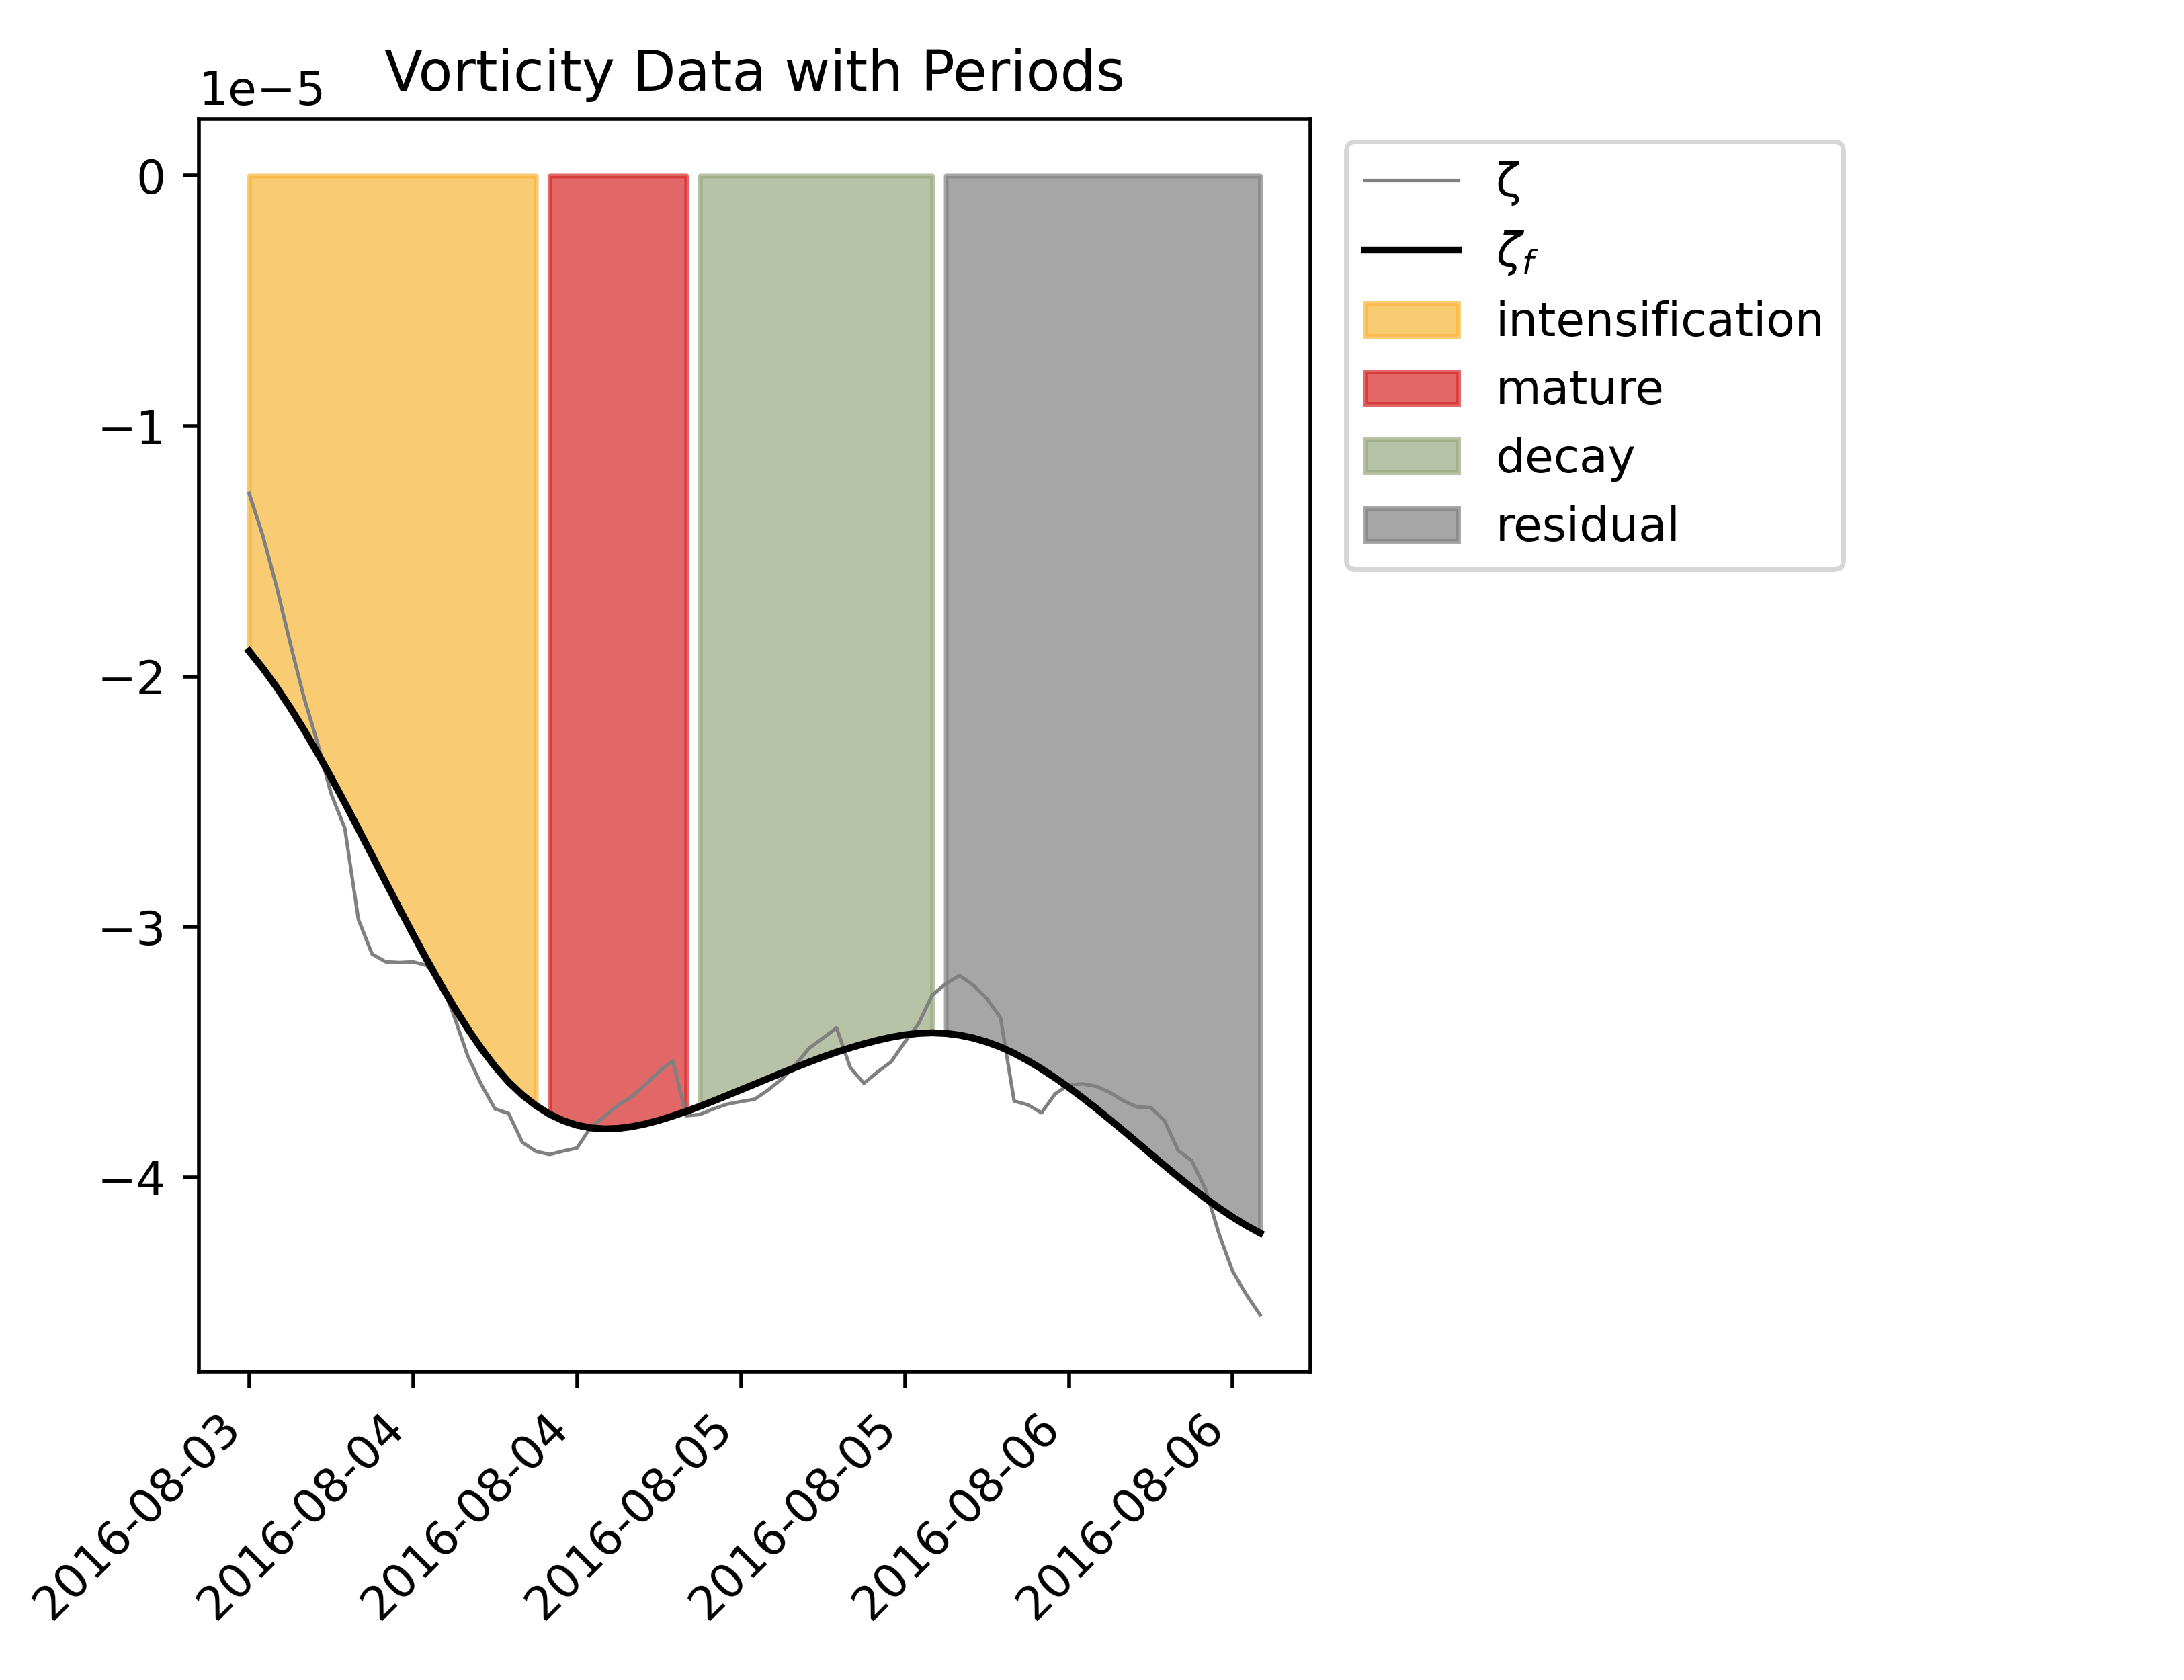 Vorticity Data with Periods
1e−5
0
−1
−2
−3
−4
2016-08-03
2016-08-04
2016-08-04
2016-08-05
2016-08-05
2016-08-06
2016-08-06
ζ
ζf
intensification
mature
decay
residual